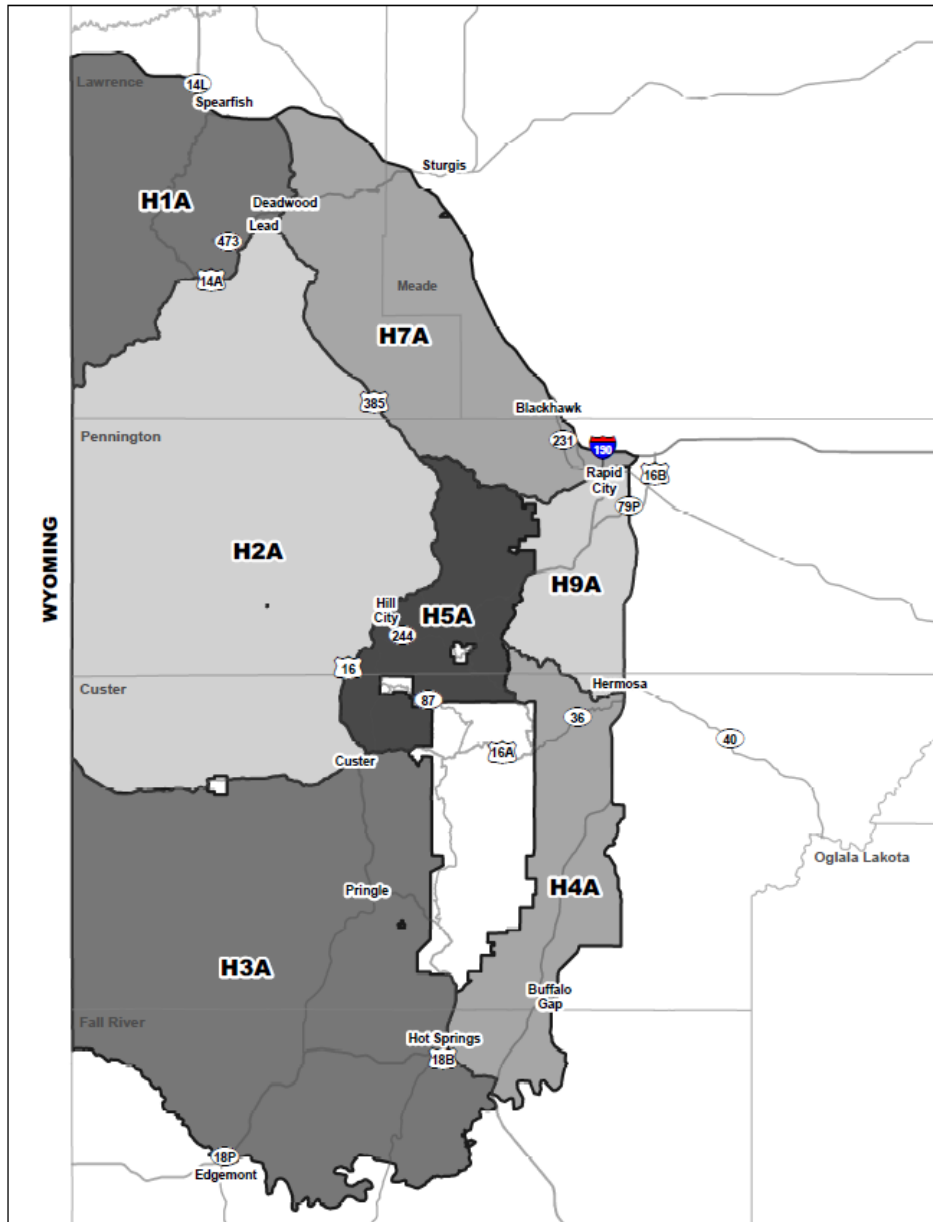 Lawrence
14L
Spearfish
Sturgis
H1A
Deadwood
Lead
473
14A
Meade
H7A
385
Blackhawk
Pennington
231
190
Rapid
City
16B
79P
WYOMING
H2A
H9A
Hill
City
H5A
244
16
Custer
Hermosa
87
36
40
16A
Custer
Oglala Lakota
Pringle
H4A
H3A
Buffalo
Gap
Fall River
Hot Springs
18B
18P
Edgemont